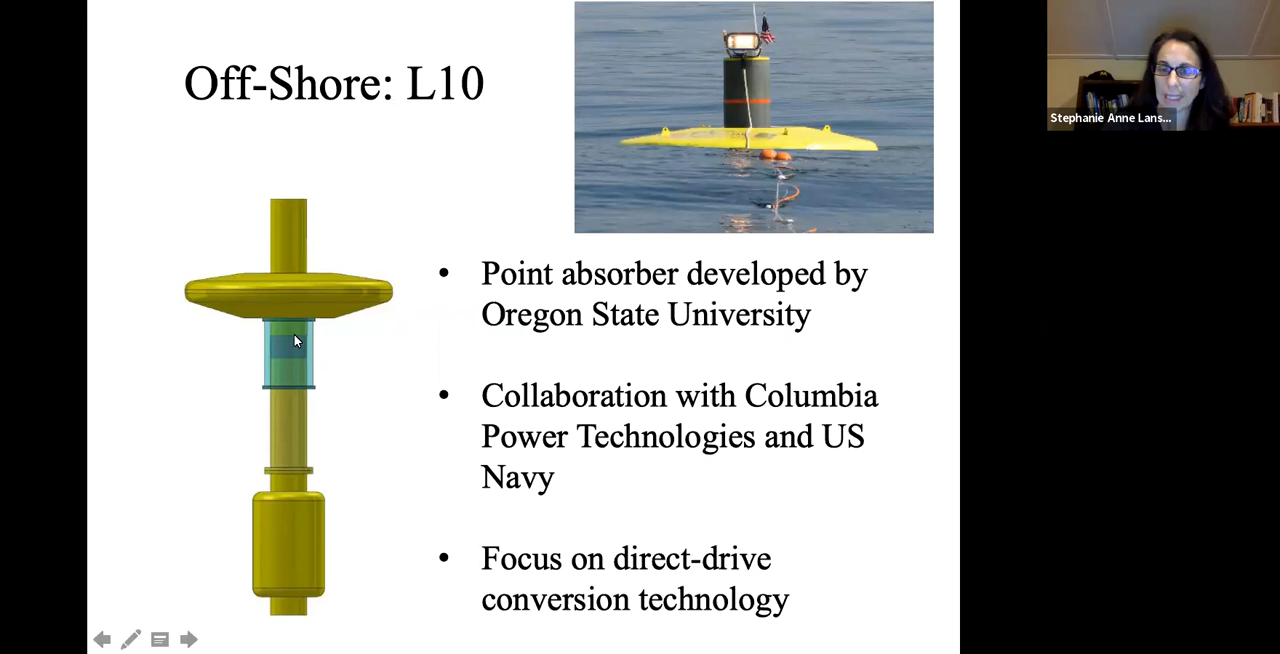 Off-Shore: L10
Stephanie Anne Lans...
• Point absorber developed by
Oregon State University
• Collaboration with Columbia
Power Technologies and US
Navy
• Focus on direct-drive
conversion technology